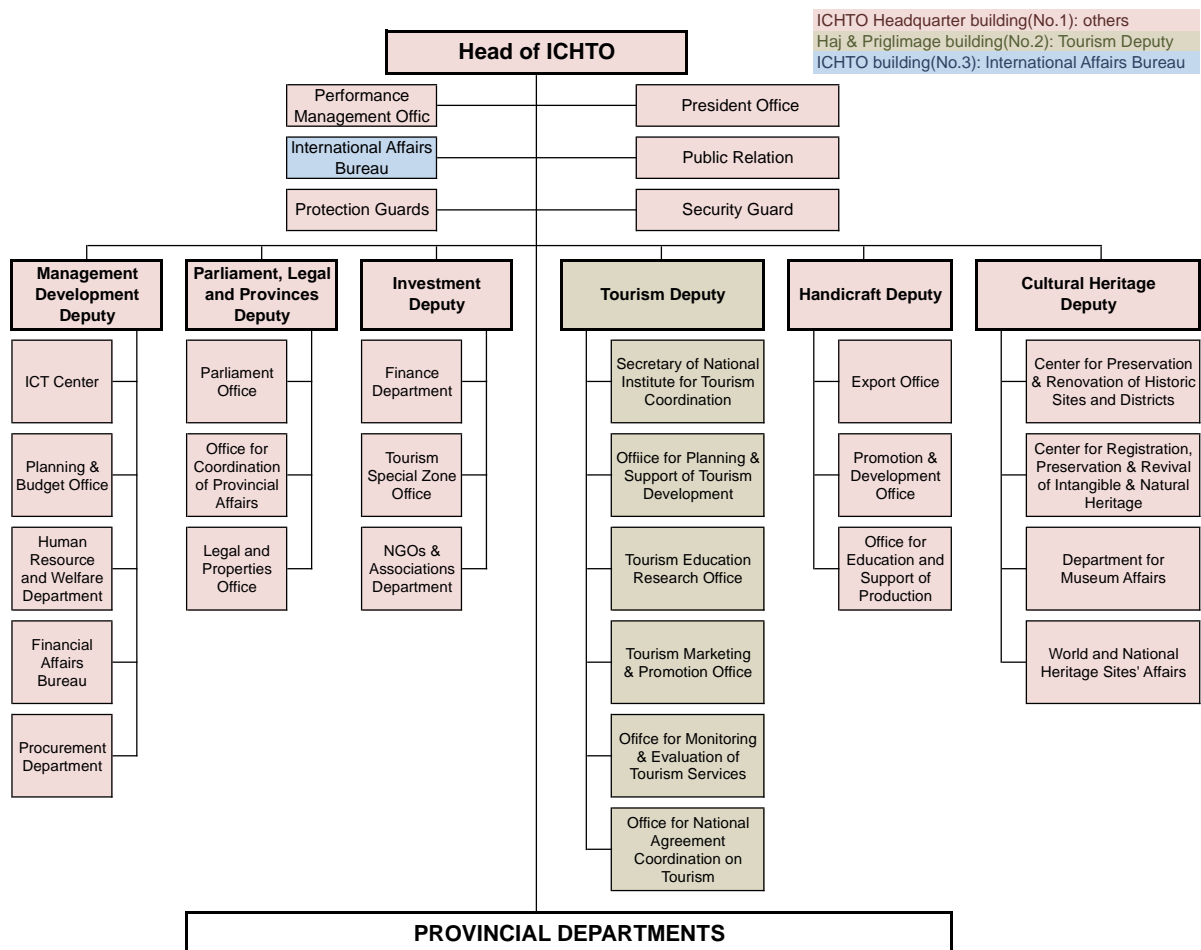 ICHTO Headquarter building(No.1): others
Haj & Priglimage building(No.2): Tourism Deputy
ICHTO building(No.3): International Affairs Bureau
Head of ICHTO
Performance
Management Offic
President Office
International Affairs
Bureau
Public Relation
Protection Guards
Security Guard
Management
Development
Deputy
Parliament, Legal
and Provinces
Deputy
Investment
Deputy
Tourism Deputy
Handicraft Deputy
Cultural Heritage
Deputy
ICT Center
Planning &
Budget Office
Human
Resource
and Welfare
Department
Financial
Affairs
Bureau
Procurement
Department
Parliament
Office
Office for
Coordination
of Provincial
Affairs
Legal and
Properties
Office
Finance
Department
Tourism
Special Zone
Office
NGOs &
Associations
Department
Secretary of National
Institute for Tourism
Coordination
Offiice for Planning &
Support of Tourism
Development
Tourism Education
Research Office
Tourism Marketing
& Promotion Office
Ofifce for Monitoring
& Evaluation of
Tourism Services
Office for National
Agreement
Coordination on
Tourism
Export Office
Promotion &
Development
Office
Office for
Education and
Support of
Production
Center for Preservation
& Renovation of Historic
Sites and Districts
Center for Registration,
Preservation & Revival
of Intangible & Natural
Heritage
Department for
Museum Affairs
World and National
Heritage Sites' Affairs
PROVINCIAL DEPARTMENTS